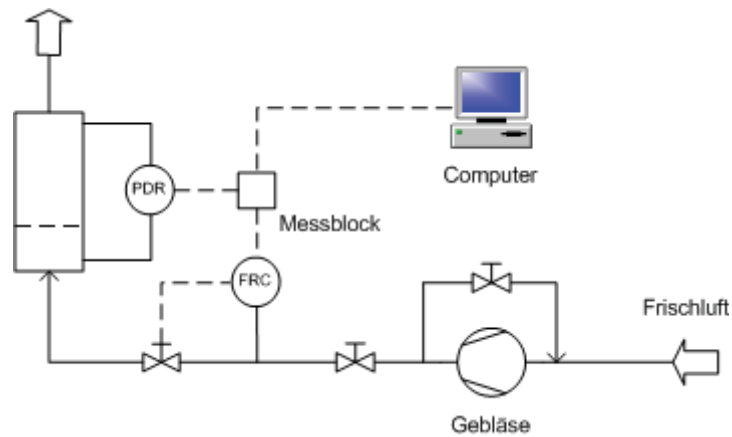 Computer
PDR
Messblock
FRC
Frischluft
Gebläse